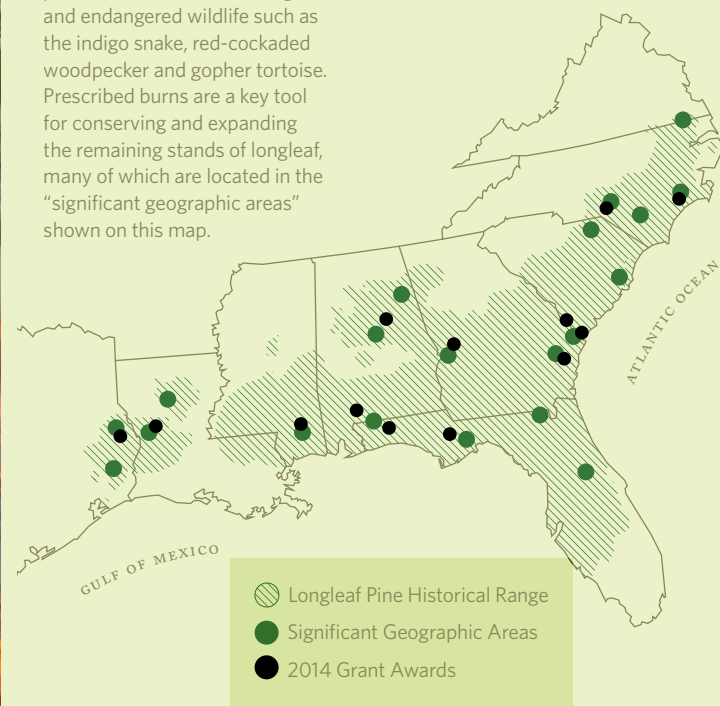 and endangered wildlife such as
the indigo snake, red-cockaded
woodpecker and gopher tortoise.
Prescribed burns are a key tool
for conserving and expanding
the remaining stands of longleaf,
many of which are located in the
“significant geographic areas”
shown on this map.
ATLANTIC OCEAN
GULF OF MEXICO
Longleaf Pine Historical Range
Significant Geographic Areas
2014 Grant Awards